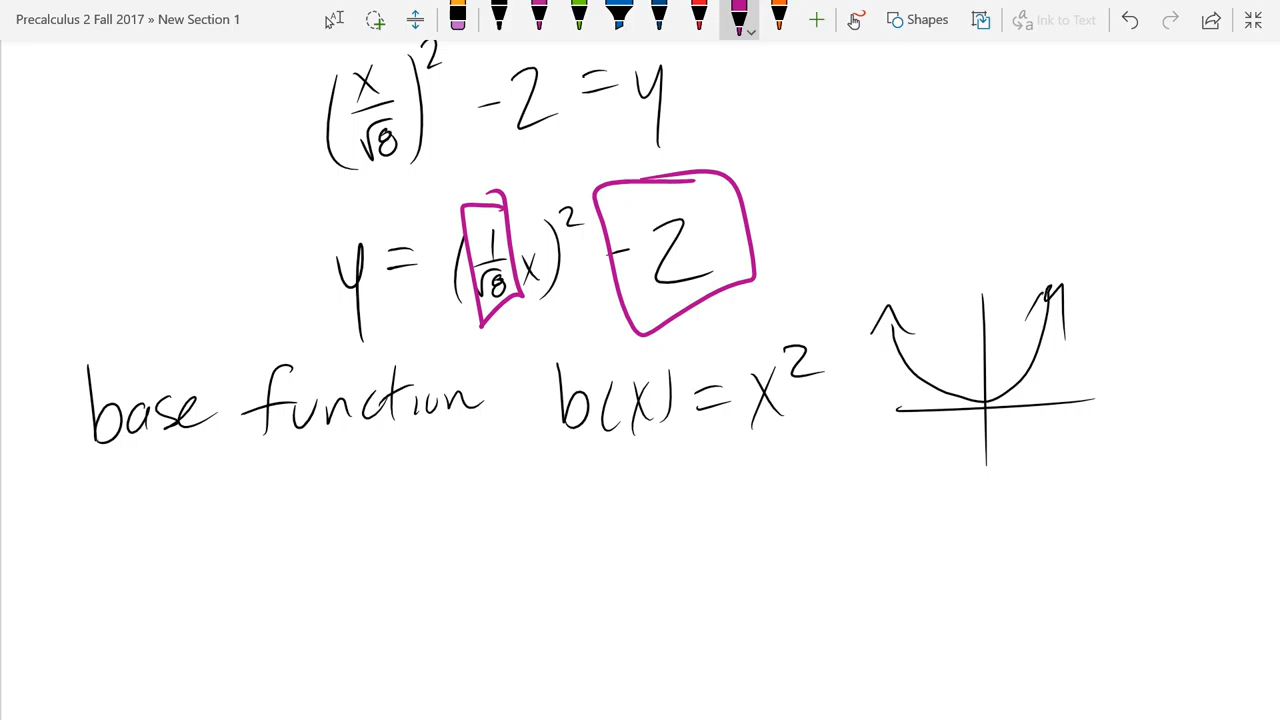 Precalculus 2 Fall 2017 » New Section 1
Shapes
Ink to Text
(x/√8)² - 2 = y
y = (1/√8 x)² - 2
base function b(x) = x²